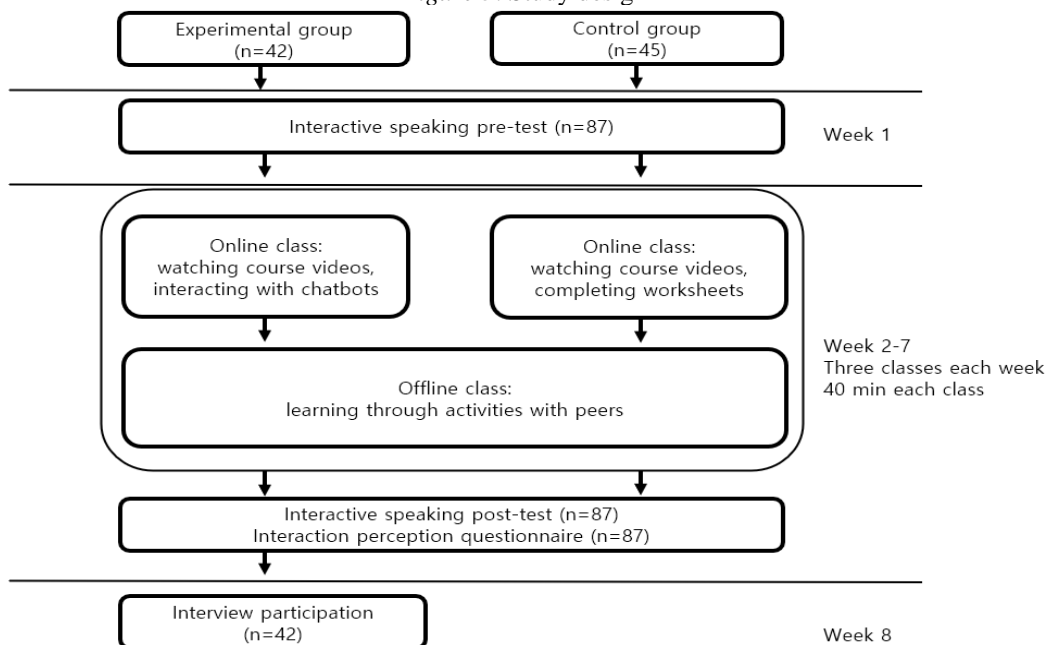 Experimental group
(n=42)
Control group
(n=45)
Interactive speaking pre-test (n=87)
Week 1
Online class:
watching course videos,
interacting with chatbots
Online class:
watching course videos,
completing worksheets
Offline class:
learning through activities with peers
Week 2-7
Three classes each week
40 min each class
Interactive speaking post-test (n=87)
Interaction perception questionnaire (n=87)
Interview participation
(n=42)
Week 8